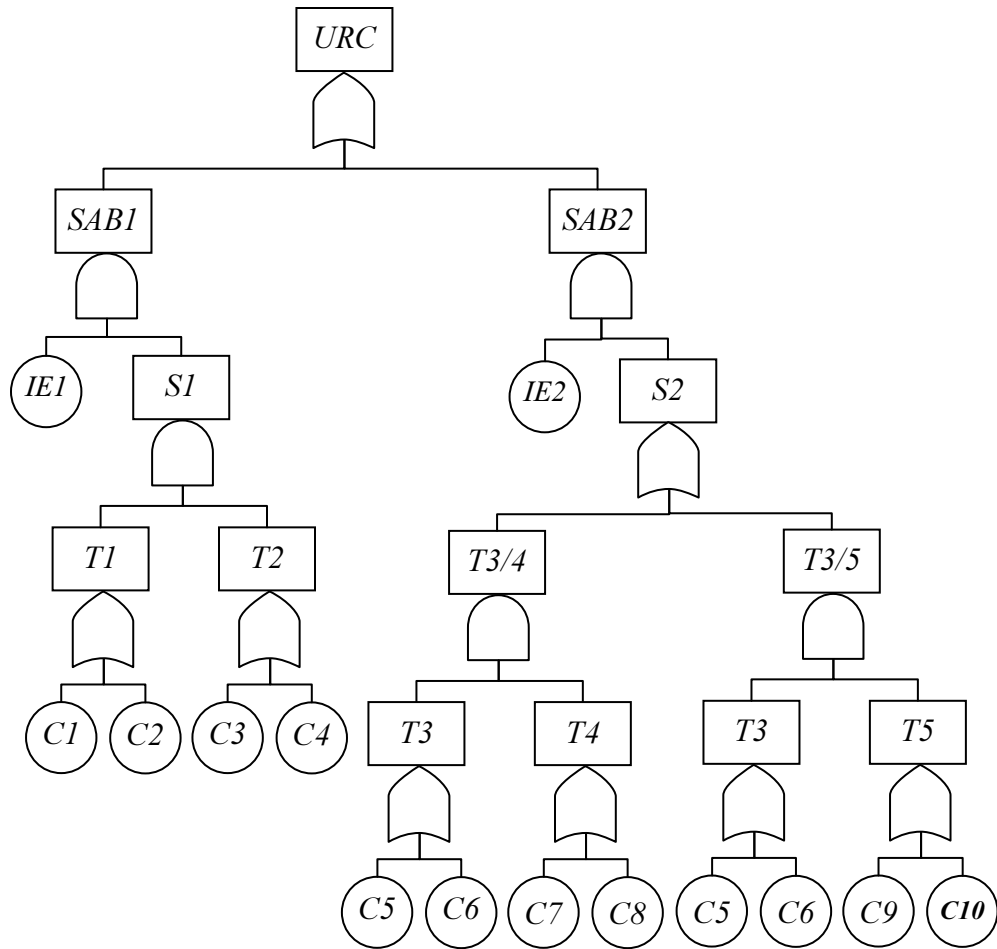 URC
SAB1 SAB2
IE1 S1 IE2 S2
T1 T2 T3/4 T3/5
C1 C2 C3 C4 T3 T4 T3 T5
C5 C6 C7 C8 C5 C6 C9 C10